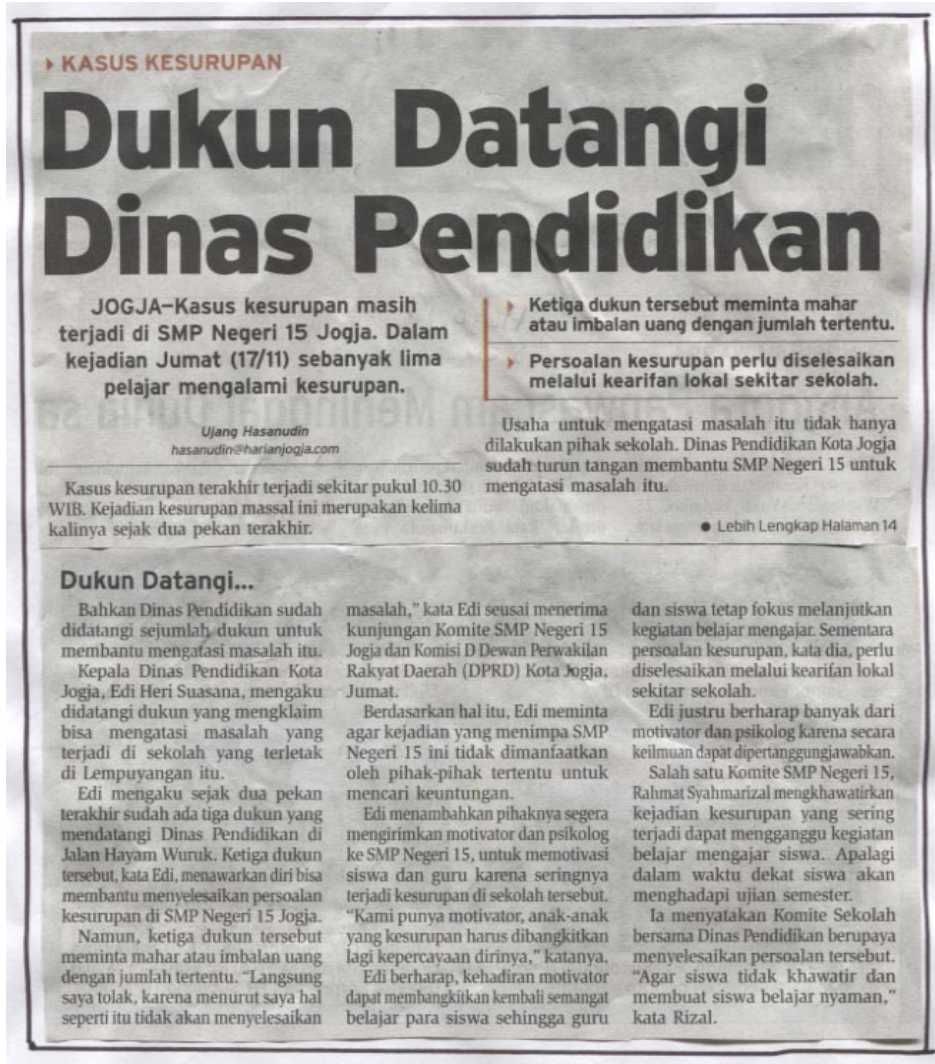 KASUS KESURUPAN
Dukun Datangi
Dinas Pendidikan
JOGJA—Kasus kesurupan masih
terjadi di SMP Negeri 15 Jogja. Dalam
kejadian Jumat (17/11) sebanyak lima
pelajar mengalami kesurupan.
Ujang Hasanudin
hasanudin@harianjogja.com
Kasus kesurupan terakhir terjadi sekitar pukul 10.30
WIB. Kejadian kesurupan massal ini merupakan kelima
kalinya sejak dua pekan terakhir.
Ketiga dukun tersebut meminta mahar
atau imbalan uang dengan jumlah tertentu.
Persoalan kesurupan perlu diselesaikan
melalui kearifan lokal sekitar sekolah.
Usaha untuk mengatasi masalah itu tidak hanya
dilakukan pihak sekolah. Dinas Pendidikan Kota Jogja
sudah turun tangan membantu SMP Negeri 15 untuk
mengatasi masalah itu.
● Lebih Lengkap Halaman 14
Dukun Datangi...
Bahkan Dinas Pendidikan sudah
didatangi sejumlah dukun untuk
membantu mengatasi masalah itu.
Kepala Dinas Pendidikan Kota
Jogja, Edi Heri Suasana, mengaku
didatangi dukun yang mengklaim
bisa mengatasi masalah yang
terjadi di sekolah yang terletak
di Lempuyangan itu.
Edi mengaku sejak dua pekan
terakhir sudah ada tiga dukun yang
mendatangi Dinas Pendidikan di
Jalan Hayam Wuruk. Ketiga dukun
tersebut, kata Edi, menawarkan diri bisa
membantu menyelesaikan persoalan
kesurupan di SMP Negeri 15 Jogja.
Namun, ketiga dukun tersebut
meminta mahar atau imbalan uang
dengan jumlah tertentu. “Langsung
saya tolak, karena menurut saya hal
seperti itu tidak akan menyelesaikan
masalah,” kata Edi seusai menerima
kunjungan Komite SMP Negeri 15
Jogja dan Komisi D Dewan Perwakilan
Rakyat Daerah (DPRD) Kota Jogja,
Jumat.
Berdasarkan hal itu, Edi meminta
agar kejadian yang menimpa SMP
Negeri 15 ini tidak dimanfaatkan
oleh pihak-pihak tertentu untuk
mencari keuntungan.
Edi menambahkan pihaknya segera
mengirimkan motivator dan psikolog
ke SMP Negeri 15, untuk memotivasi
siswa dan guru karena seringnya
terjadi kesurupan di sekolah tersebut.
“Kami punya motivator, anak-anak
yang kesurupan harus dibangkitkan
lagi kepercayaan dirinya,” katanya.
Edi berharap, kehadiran motivator
dapat membangkitkan kembali semangat
belajar para siswa sehingga guru
dan siswa tetap fokus melanjutkan
kegiatan belajar mengajar. Sementara
persoalan kesurupan, kata dia, perlu
diselesaikan melalui kearifan lokal
sekitar sekolah.
Edi justru berharap banyak dari
motivator dan psikolog karena secara
keilmuan dapat dipertanggungjawabkan.
Salah satu Komite SMP Negeri 15,
Rahmat Syahmarizal mengkhawatirkan
kejadian kesurupan yang sering
terjadi dapat mengganggu kegiatan
belajar mengajar siswa. Apalagi
dalam waktu dekat siswa akan
menghadapi ujian semester.
Ia menyatakan Komite Sekolah
bersama Dinas Pendidikan berupaya
menyelesaikan persoalan tersebut.
“Agar siswa tidak khawatir dan
membuat siswa belajar nyaman,”
kata Rizal.